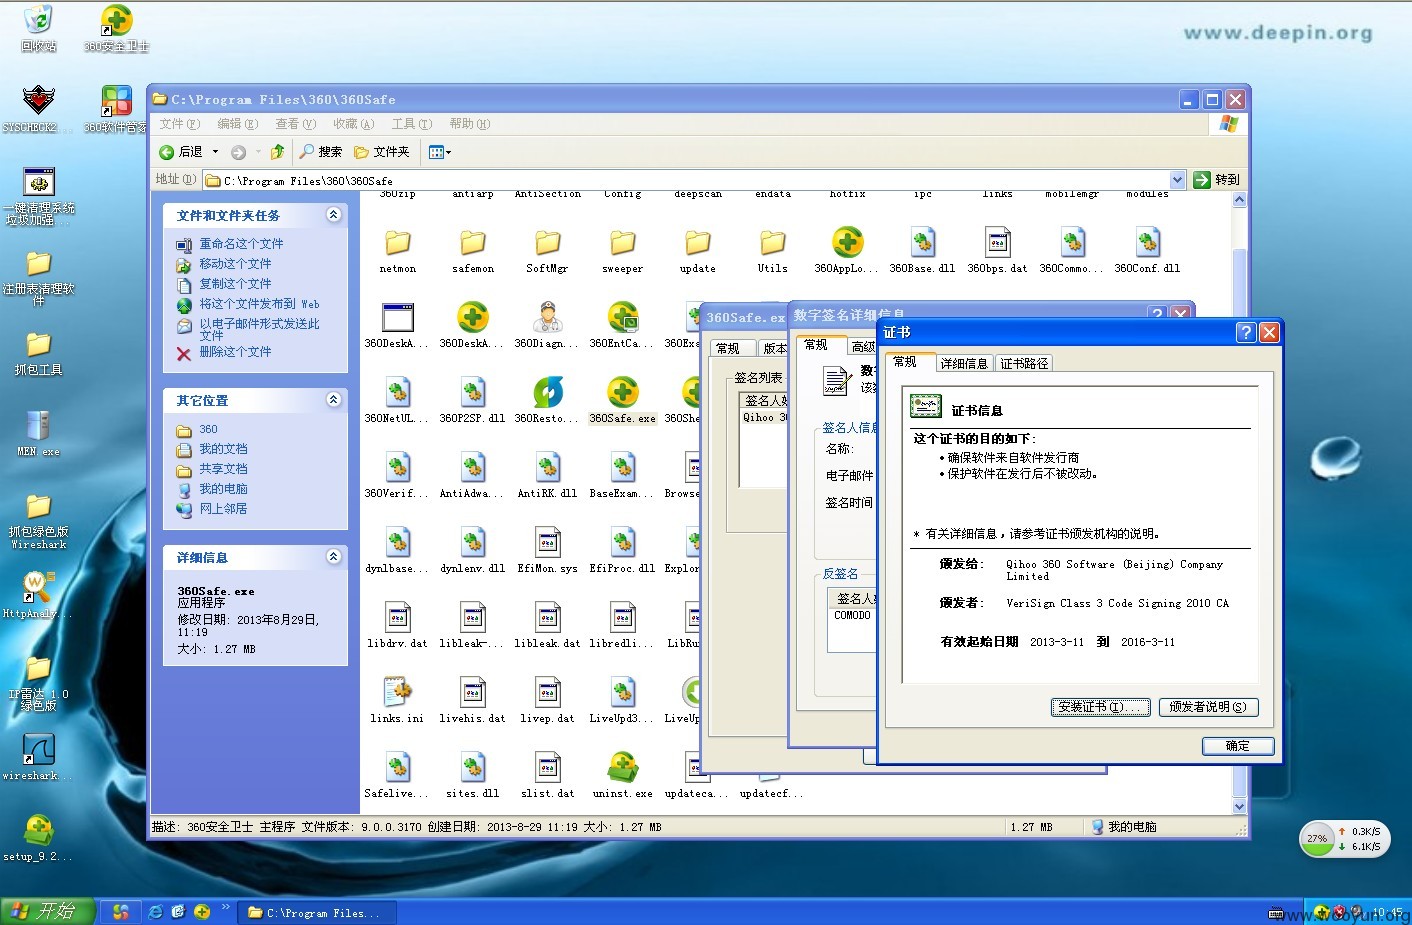 www.deepin.org
回收站
360安全卫士
SYSCHECK2...
360软件管家
一键清理系统
垃圾加强...
注册表清理软
件
抓包工具
MEN.exe
抓包绿色版
Wireshark
HttpAnaly...
IP雷达 1.0
绿色版
wireshark...
setup_9.2...
C:\Program Files\360\360Safe
文件(F) 编辑(E) 查看(V) 收藏(A) 工具(T) 帮助(H)
后退 搜索 文件夹
地址(D) C:\Program Files\360\360Safe 转到
文件和文件夹任务
重命名这个文件
移动这个文件
复制这个文件
将这个文件发布到 Web
以电子邮件形式发送此
文件
删除这个文件
其它位置
360
我的文档
共享文档
我的电脑
网上邻居
详细信息
360Safe.exe
应用程序
修改日期: 2013年8月29日,
11:19
大小: 1.27 MB
360zip antiarp AntiSection Config deepscan endata hotfix ipc links mobilemgr modules
netmon safemon SoftMgr sweeper update Utils 360AppLo... 360Base.dll 360bps.dat 360Commo... 360Conf.dll
360DeskA... 360DeskA... 360Diagn... 360EntCa... 360Exa
360NetUL... 360P2SP.dll 360Resto... 360Safe.exe 360She
360Verif... AntiAdwa... AntiRK.dll BaseExam... Browse
dynlbase... dynlenv.dll EfiMon.sys EfiProc.dll Explor
libdrv.dat libleak-... libleak.dat libredli... LibRu
links.ini livehis.dat livep.dat LiveUpd3... LiveUp
Safelive... sites.dll slist.dat uninst.exe updateca... updatecf...
描述: 360安全卫士 主程序 文件版本: 9.0.0.3170 创建日期: 2013-8-29 11:19 大小: 1.27 MB 1.27 MB 我的电脑
360Safe.ex
常规 版本
签名列表
签名人姓
Qihoo 36
数字签名详细信息
常规 高级
数字
该数
签名人信息
名称:
电子邮件
签名时间
反签名
签名人姓
COMODO
证书
常规 详细信息 证书路径
证书信息
这个证书的目的如下:
•确保软件来自软件发行商
•保护软件在发行后不被改动。
* 有关详细信息，请参考证书颁发机构的说明。
颁发给: Qihoo 360 Software (Beijing) Company
Limited
颁发者: VeriSign Class 3 Code Signing 2010 CA
有效起始日期 2013-3-11 到 2016-3-11
安装证书(I)... 颁发者说明(S)
确定
27% 0.3K/S
6.1K/S
开始 C:\Program Files... 10:45
www.wooyun.org